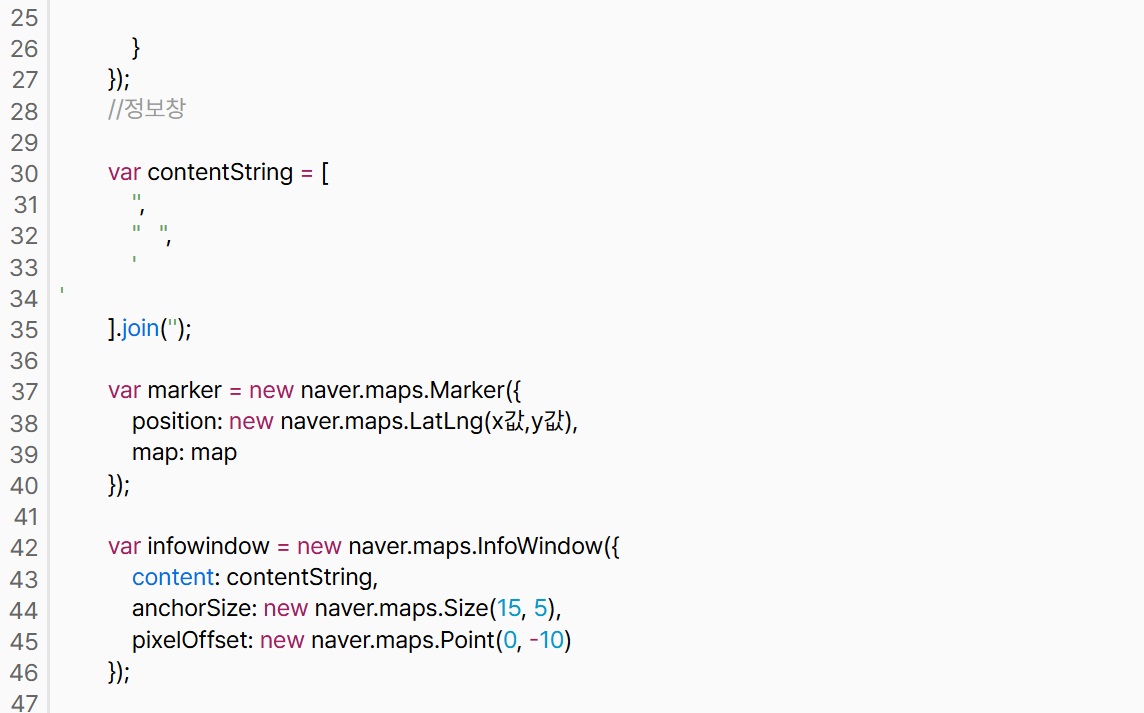 25
26 }
27 });
28 //정보창
29
30 var contentString = [
31 '',
32 '' '',
33 '
34 '
35 ].join('');
36
37 var marker = new naver.maps.Marker({
38 position: new naver.maps.LatLng(x값,y값),
39 map: map
40 });
41
42 var infowindow = new naver.maps.InfoWindow({
43 content: contentString,
44 anchorSize: new naver.maps.Size(15, 5),
45 pixelOffset: new naver.maps.Point(0, -10)
46 });
47